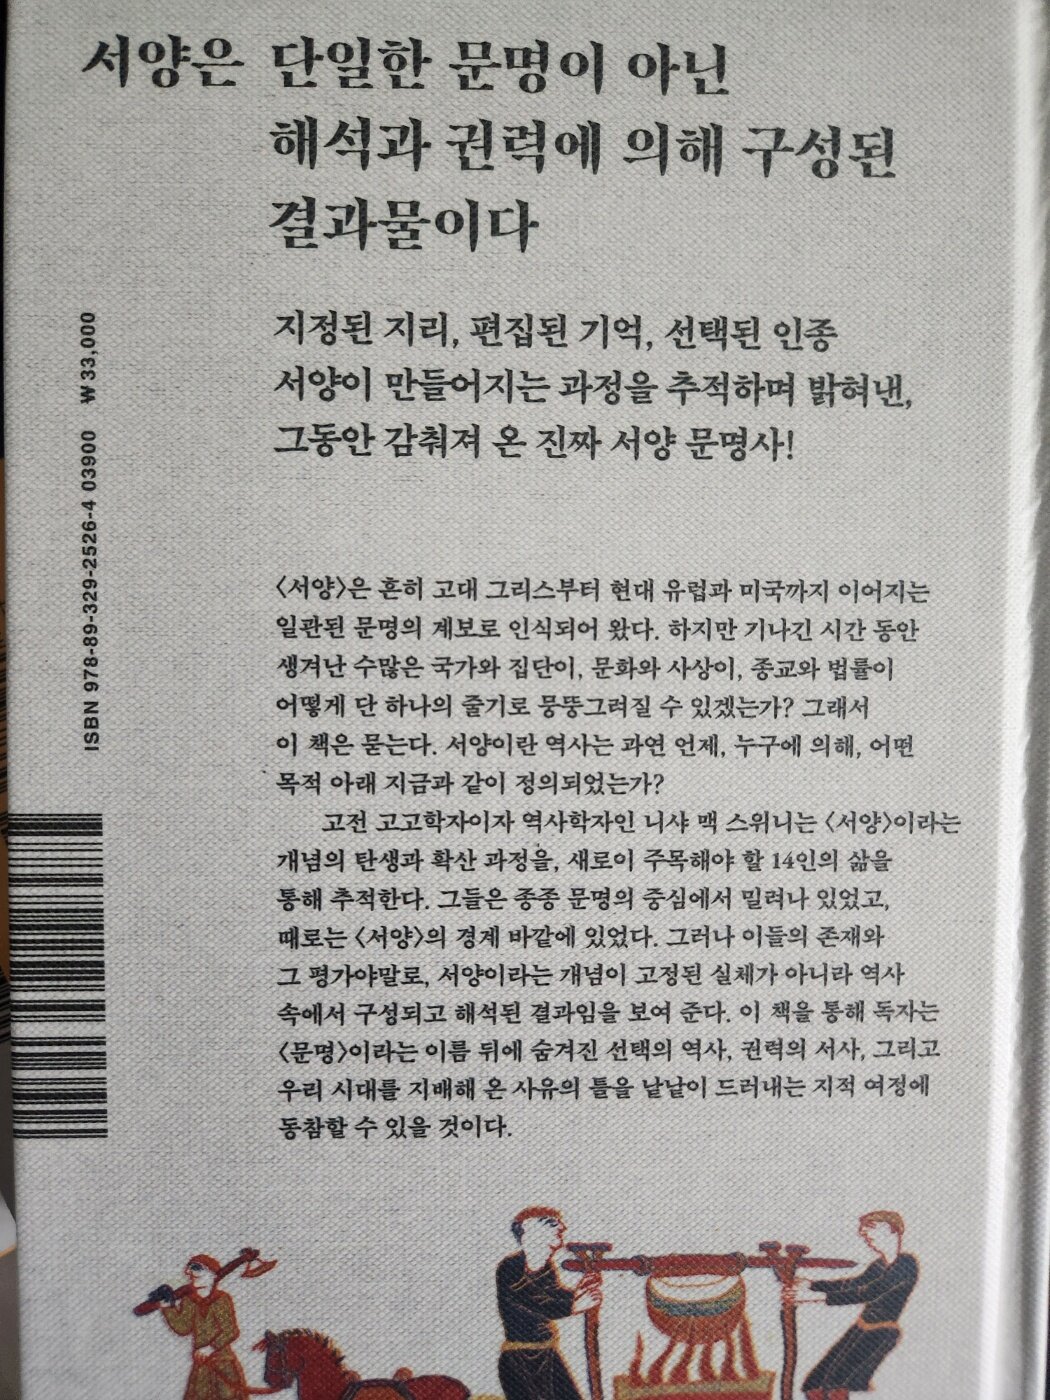 서양은 단일한 문명이 아닌
해석과 권력에 의해 구성된
결과물이다
지정된 지리, 편집된 기억, 선택된 인종
서양이 만들어지는 과정을 추적하며 밝혀낸,
그동안 감춰져 온 진짜 서양 문명사!
〈서양〉은 흔히 고대 그리스부터 현대 유럽과 미국까지 이어지는
일관된 문명의 계보로 인식되어 왔다. 하지만 기나긴 시간 동안
생겨난 수많은 국가와 집단이, 문화와 사상이, 종교와 법률이
어떻게 단 하나의 줄기로 뭉뚱그려질 수 있겠는가? 그래서
이 책은 묻는다. 서양이란 역사는 과연 언제, 누구에 의해, 어떤
목적 아래 지금과 같이 정의되었는가?
고전 고고학자이자 역사학자인 니샤 맥 스위니는 〈서양〉이라는
개념의 탄생과 확산 과정을, 새로이 주목해야 할 14인의 삶을
통해 추적한다. 그들은 종종 문명의 중심에서 밀려나 있었고,
때로는 〈서양〉의 경계 바깥에 있었다. 그러나 이들의 존재와
그 평가야말로, 서양이라는 개념이 고정된 실체가 아니라 역사
속에서 구성되고 해석된 결과임을 보여 준다. 이 책을 통해 독자는
〈문명〉이라는 이름 뒤에 숨겨진 선택의 역사, 권력의 서사, 그리고
우리 시대를 지배해 온 사유의 틀을 낱낱이 드러내는 지적 여정에
동참할 수 있을 것이다.
ISBN 978-89-329-2526-4 03900 ₩ 33,000